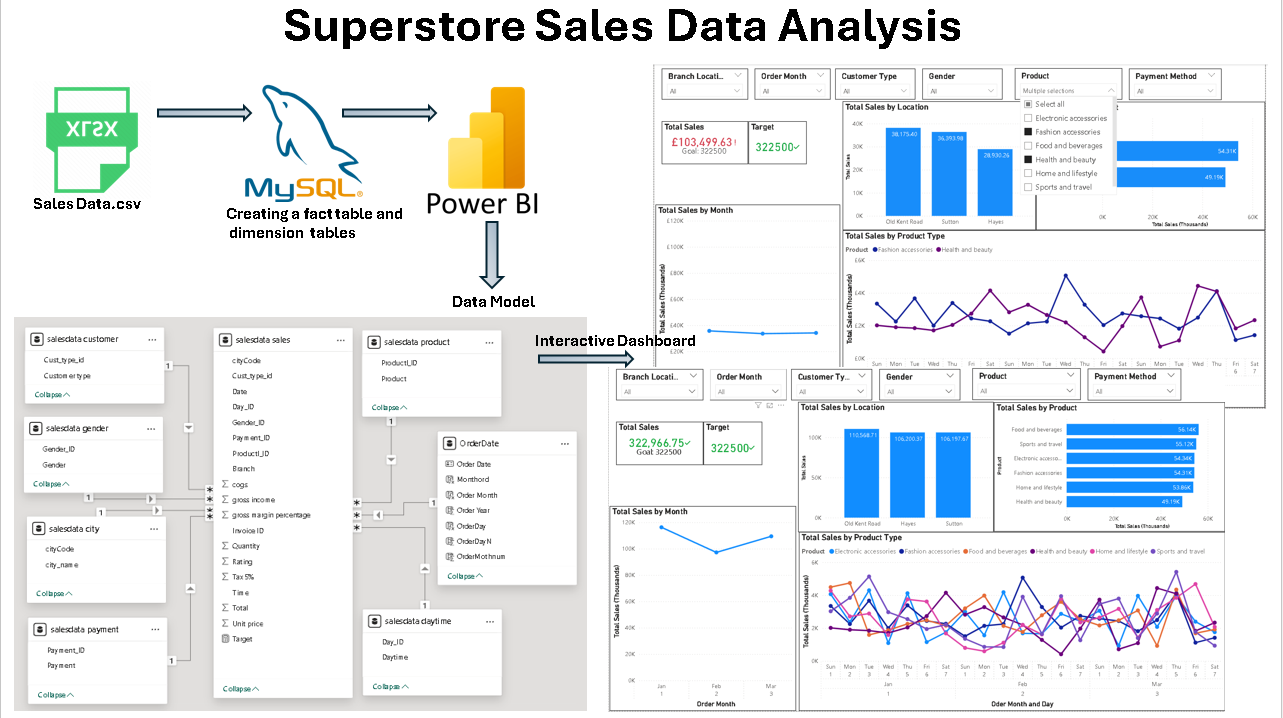 Superstore Sales Data Analysis
XLSX
Sales Data.csv
MySQL®
Creating a fact table and
dimension tables
Power BI
Data Model
Interactive Dashboard
salesdata customer
Cust_type_id
Customer type
Collapse
salesdata gender
Gender_ID
Gender
Collapse
salesdata city
cityCode
city_name
Collapse
salesdata payment
Payment_ID
Payment
Collapse
salesdata sales
cityCode
Cust_type_id
Date
Day_ID
Gender_ID
Payment_ID
Product_ID
Branch
Σ cogs
Σ gross income
Σ gross margin percentage
Invoice ID
Σ Quantity
Σ Rating
Σ Tax 5%
Time
Σ Total
Σ Unit price
Target
Collapse
salesdata product
Product_ID
Product
Collapse
OrderDate
Order Date
Monthord
Order Month
Order Year
OrderDay
OrderDayN
OrderMothnum
Collapse
salesdata daytime
Day_ID
Daytime
Collapse
1
1
1
1
1
1
1
* * * * * *
Branch Locati... Order Month Customer Type Gender Product Payment Method
All All All All Multiple selections All
Select all
Electronic accessories
Fashion accessories
Food and beverages
Health and beauty
Home and lifestyle
Sports and travel
Total Sales
£103,499.63!
Goal: 322500
Target
322500
Total Sales by Location
Total Sales
40K
30K
20K
10K
0K
38,175.40 36,393.98 28,930.26
Old Kent Road Sutton Hayes
54.31K
49.19K
0K 20K 40K 60K
Total Sales (Thousands)
Total Sales by Month
Total Sales (Thousands)
£120K
£100K
£80K
£60K
£40K
£20K
Total Sales by Product Type
Product Fashion accessories Health and beauty
Total Sales (Thousands)
£6K
£4K
£2K
£0K
Sun Mon Tue Wed Thu Fri Sat Sun Mon Tue Wed Thu Fri Sat Sun Mon Tue Wed Thu Fri Sat
6 7
Branch Locati... Order Month Customer Ty... Gender Product Payment Method
All All All All All All
Total Sales
322,966.75
Goal: 322500
Target
322500
Total Sales by Location
Total Sales
100K
50K
0K
110,568.71 106,200.37 106,197.67
Old Kent Road Hayes Sutton
Total Sales by Product
Product
Food and beverages 56.14K
Sports and travel 55.12K
Electronic accesso... 54.34K
Fashion accessories 54.31K
Home and lifestyle 53.86K
Health and beauty 49.19K
0K 20K 40K 60K
Total Sales (Thousands)
Total Sales by Month
Total Sales (Thousands)
120K
100K
80K
60K
40K
20K
0K
Jan Feb Mar
1 2 3
Order Month
Total Sales by Product Type
Product Electronic accessories Fashion accessories Food and beverages Health and beauty Home and lifestyle Sports and travel
Total Sales (Thousands)
6K
4K
2K
0K
Sun Mon Tue Wed Thu Fri Sat Sun Mon Tue Wed Thu Fri Sat Sun Mon Tue Wed Thu Fri Sat
1 2 3 4 5 6 7 1 2 3 4 5 6 7 1 2 3 4 5 6 7
Jan Feb Mar
1 2 3
Oder Month and Day